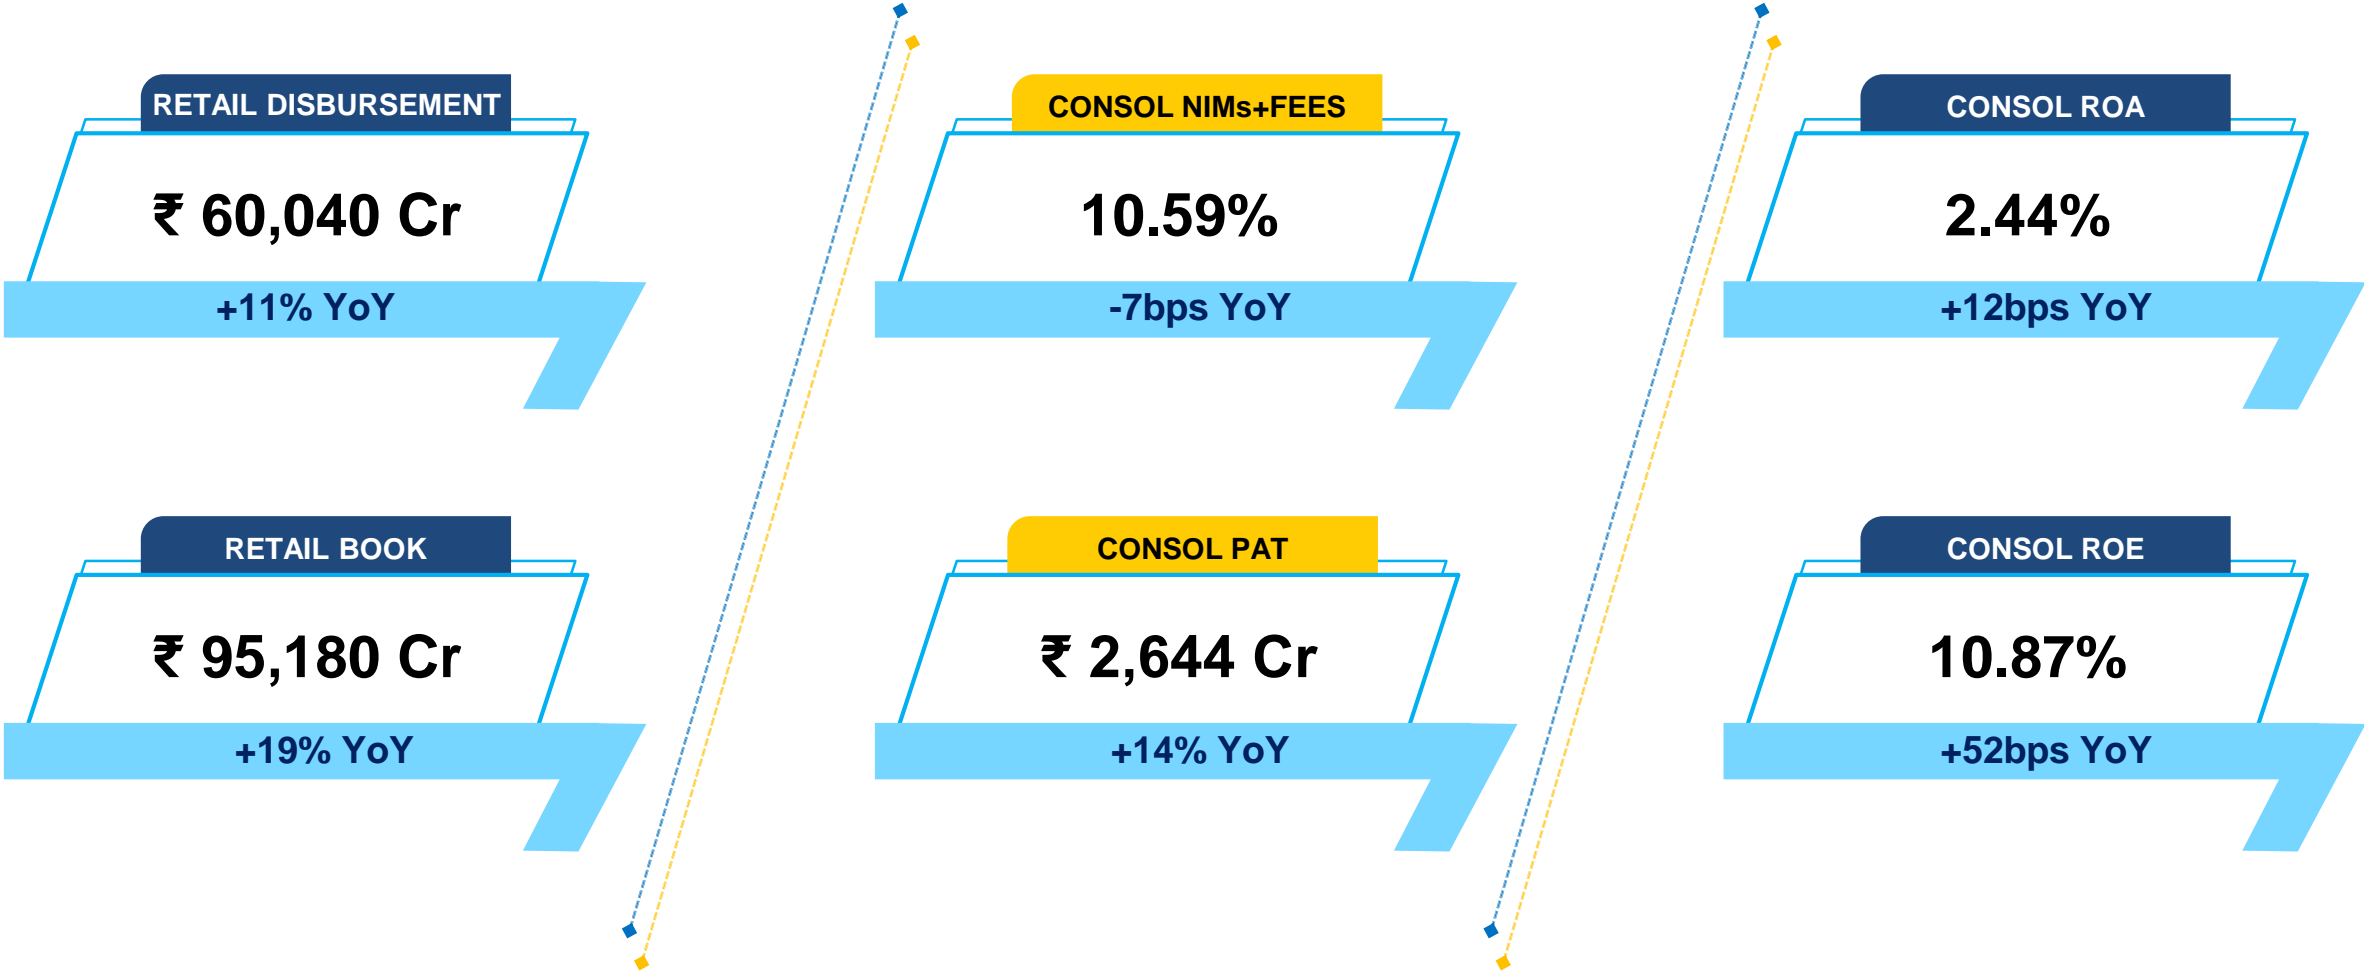 RETAIL DISBURSEMENT
₹ 60,040 Cr
+11% YoY
CONSOL NIMs+FEES
10.59%
-7bps YoY
CONSOL ROA
2.44%
+12bps YoY
RETAIL BOOK
₹ 95,180 Cr
+19% YoY
CONSOL PAT
₹ 2,644 Cr
+14% YoY
CONSOL ROE
10.87%
+52bps YoY